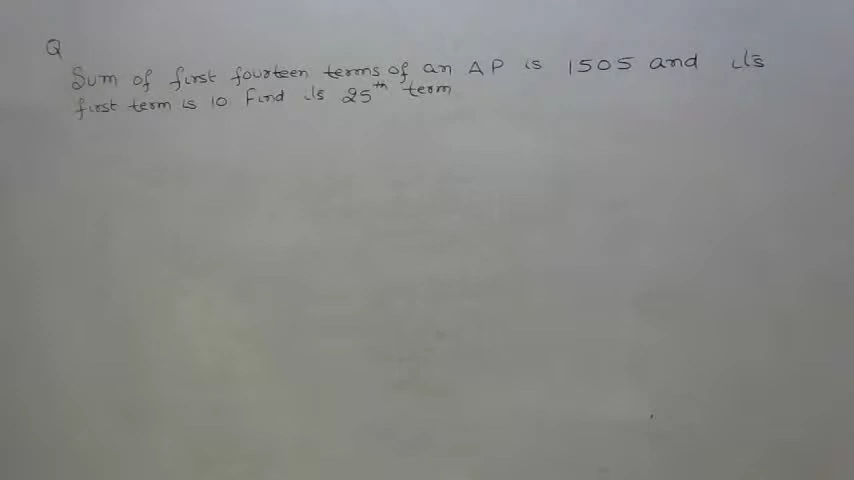 Q
Sum of first fourteen terms of an AP is 1505 and its
first term is 10 Find its 25th term